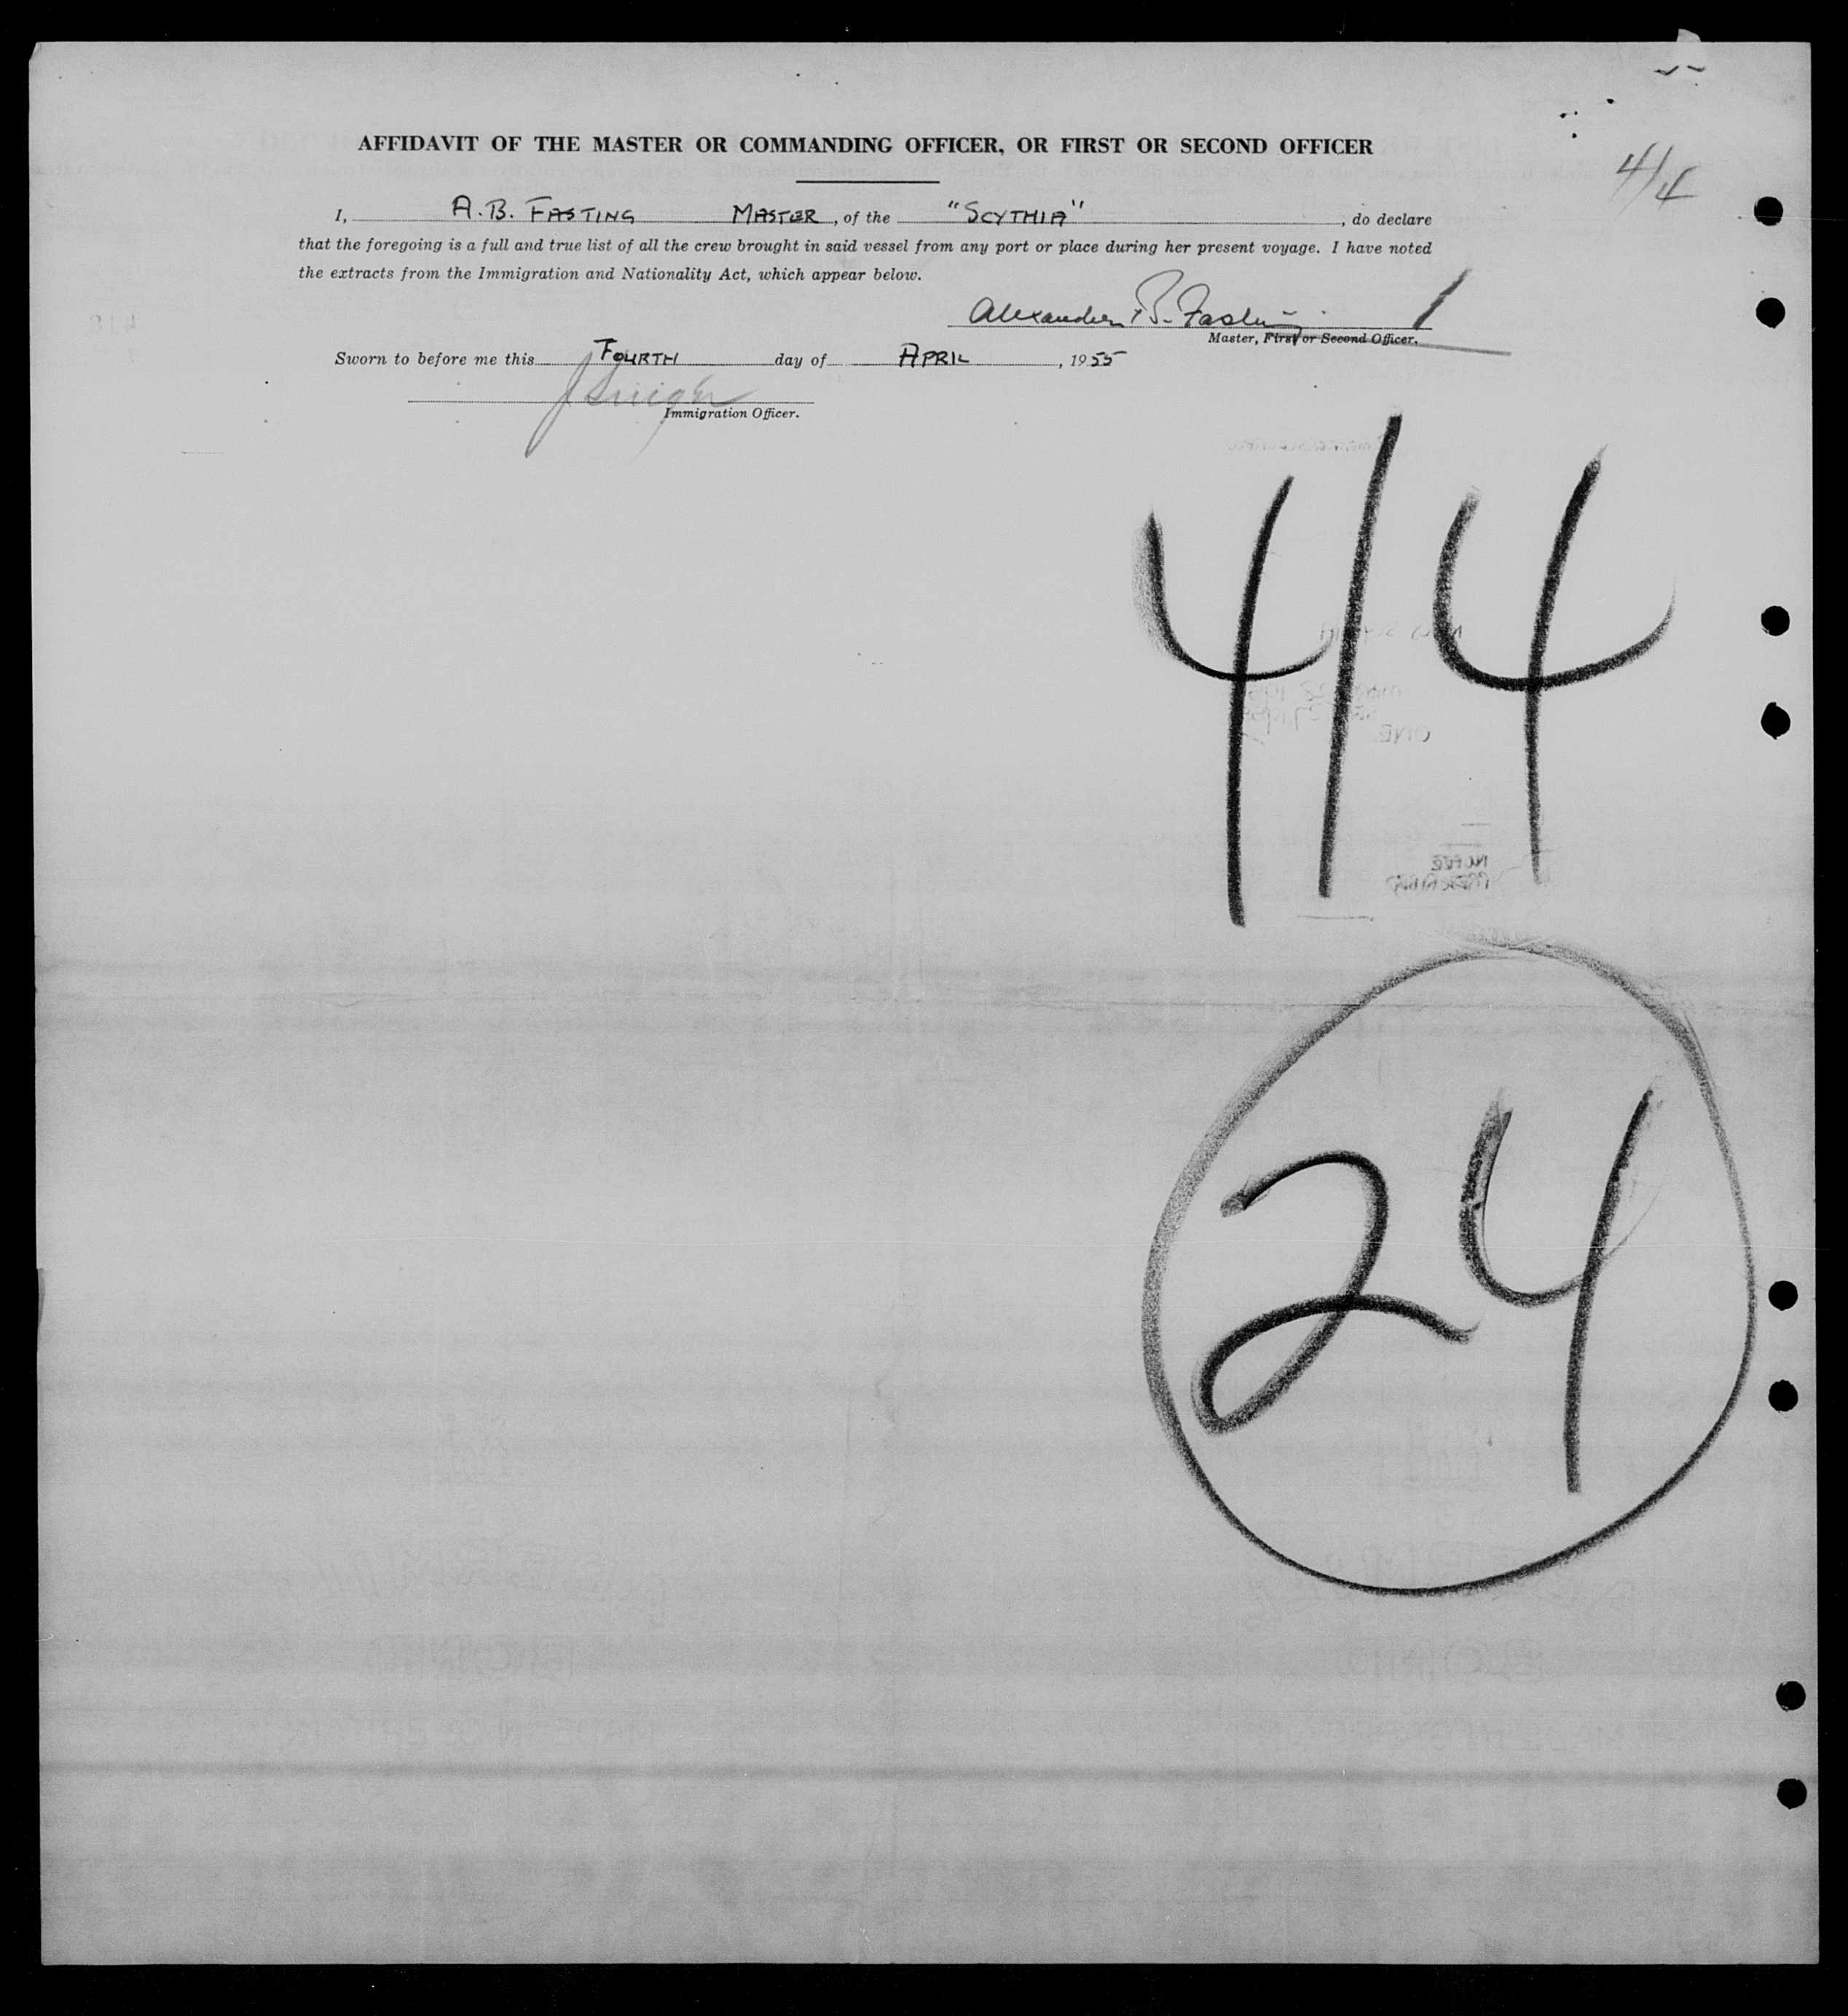 AFFIDAVIT OF THE MASTER OR COMMANDING OFFICER, OR FIRST OR SECOND OFFICER
4/4
I, A.B. FASTING MASTER, of the "SCYTHIA", do declare
that the foregoing is a full and true list of all the crew brought in said vessel from any port or place during her present voyage. I have noted
the extracts from the Immigration and Nationality Act, which appear below.
Alexander B. Fasting
Master, First or Second Officer.
Sworn to before me this FOURTH day of APRIL, 1955
Immigration Officer.
4/4
24